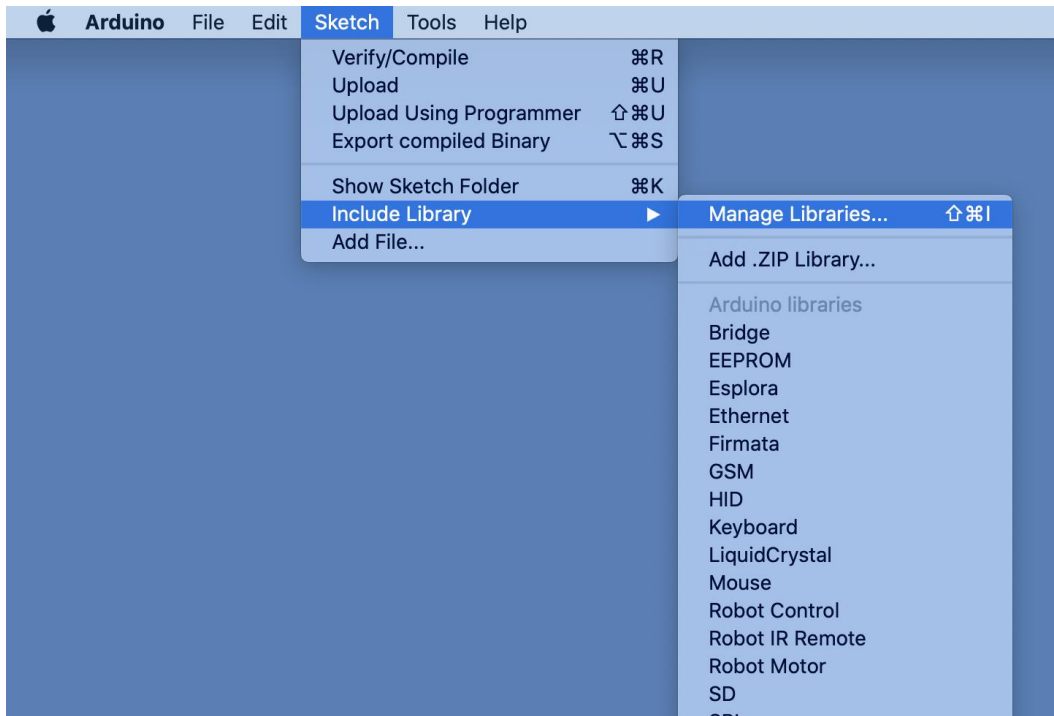 Arduino File Edit Sketch Tools Help
Verify/Compile ⌘R
Upload ⌘U
Upload Using Programmer ⇧⌘U
Export compiled Binary ⌥⌘S
Show Sketch Folder ⌘K
Include Library ▶
Add File...
Manage Libraries... ⇧⌘I
Add .ZIP Library...
Arduino libraries
Bridge
EEPROM
Esplora
Ethernet
Firmata
GSM
HID
Keyboard
LiquidCrystal
Mouse
Robot Control
Robot IR Remote
Robot Motor
SD